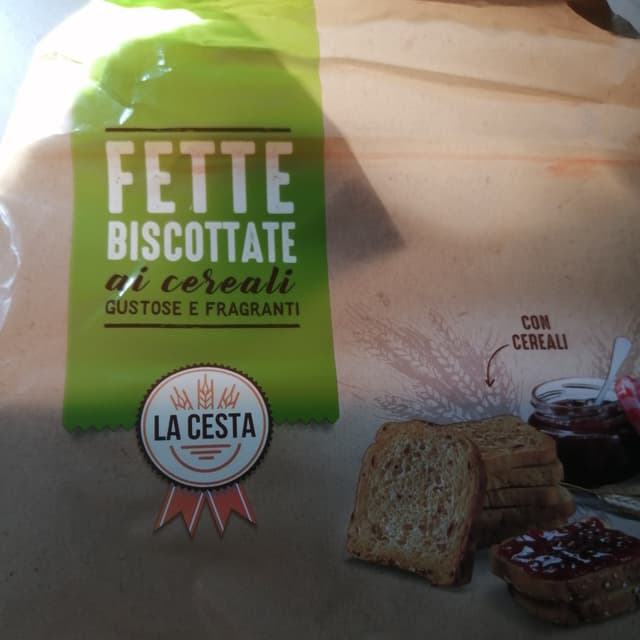 FETTE
BISCOTTATE
ai cereali
GUSTOSE E FRAGRANTI
CON
CEREALI
LA CESTA